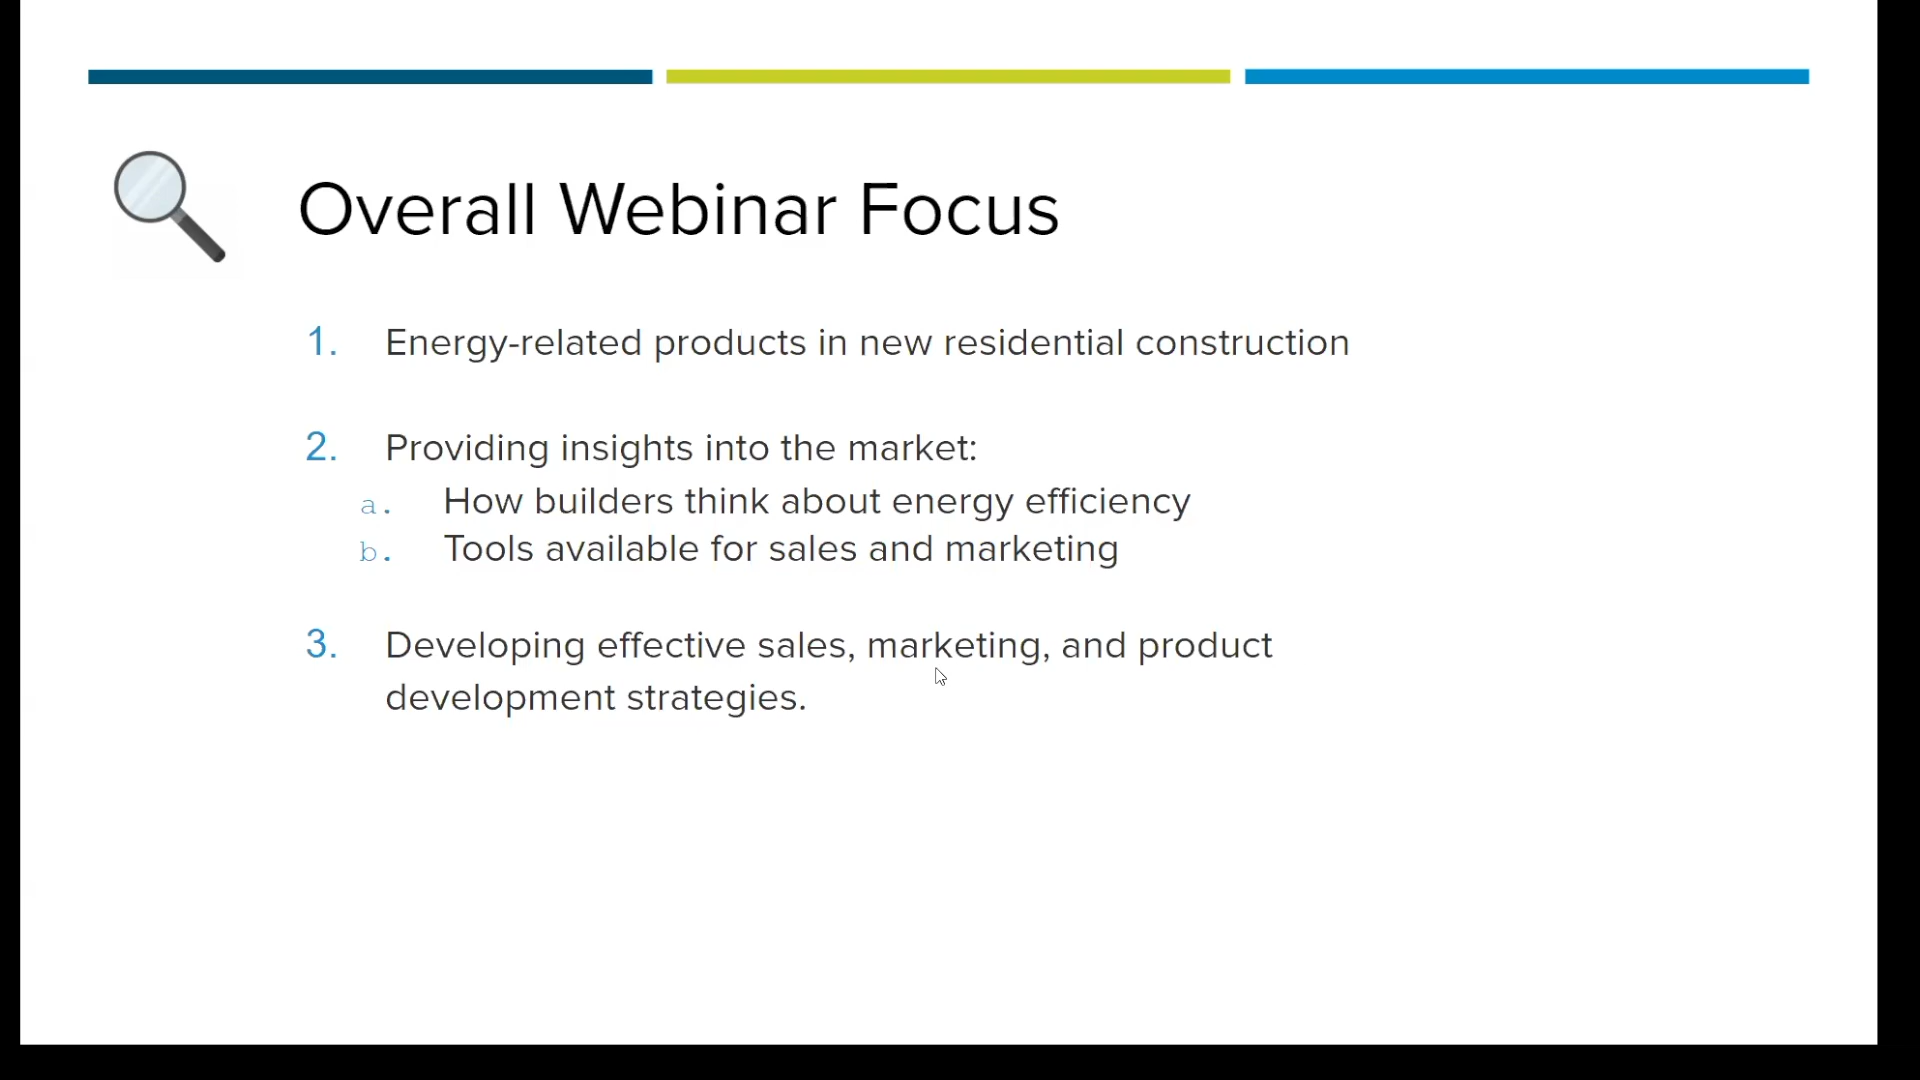 Overall Webinar Focus
1. Energy-related products in new residential construction
2. Providing insights into the market:
a. How builders think about energy efficiency
b. Tools available for sales and marketing
3. Developing effective sales, marketing, and product
development strategies.